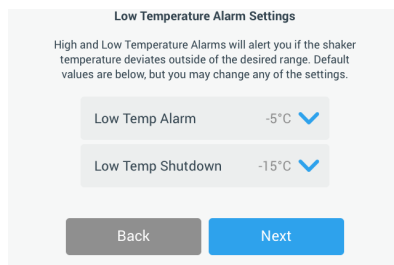 Low Temperature Alarm Settings
High and Low Temperature Alarms will alert you if the shaker
temperature deviates outside of the desired range. Default
values are below, but you may change any of the settings.
Low Temp Alarm -5°C
Low Temp Shutdown -15°C
Back Next